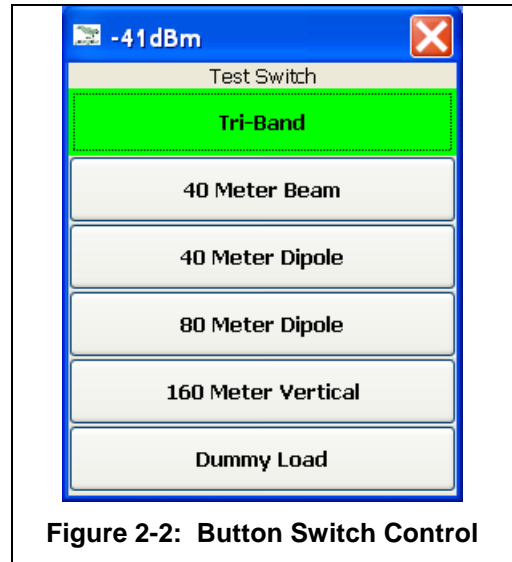 -41dBm
Test Switch
Tri-Band
40 Meter Beam
40 Meter Dipole
80 Meter Dipole
160 Meter Vertical
Dummy Load
Figure 2-2: Button Switch Control